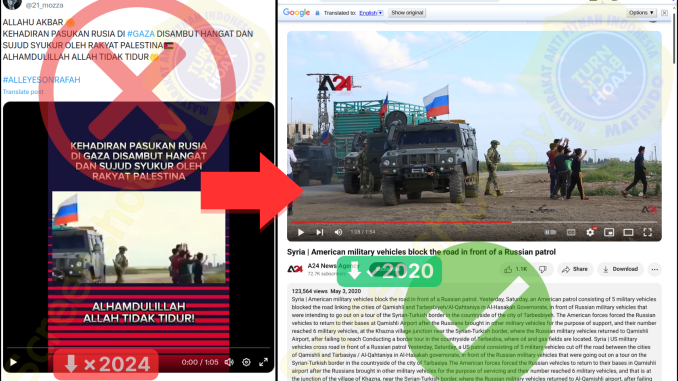 @21_mozza
ALLAHU AKBAR
KEHADIRAN PASUKAN RUSIA DI #GAZA DISAMBUT HANGAT DAN
SUJUD SYUKUR OLEH RAKYAT PALESTINA
ALHAMDULILLAH ALLAH TIDAK TIDUR
#ALLEYESONRAFAH
Translate post
KEHADIRAN PASUKAN RUSIA
DI GAZA DISAMBUT HANGAT
DAN SUJUD SYUKUR OLEH
RAKYAT PALESTINA
ALHAMDULILLAH
ALLAH TIDAK TIDUR!
0:00 / 1:05
×2024
Google Translated to: English Show original Options ▼
A24
NEWS AGENCY
A24
1:08 / 1:54
Syria | American military vehicles block the road in front of a Russian patrol
A24 News Agency
72.7K
1.1K Share Download
✓2020
123,564 views May 3, 2020
Syria | American military vehicles block the road in front of a Russian patrol. Yesterday, Saturday, an American patrol consisting of 5 military vehicles
blocked the road linking the cities of Qamishli and
in Al-Hasakah Governorate, in front of Russian military vehicles that
were intending to go out on a tour of the Syrian-Turkish border in the countryside of the city of
The American forces forced the Russian
vehicles to return to their bases at Qamishli Airport after the Russians brought in other military vehicles for the purpose of support, and their number
reached 6 military vehicles, at the Khazna village junction near the Syrian-Turkish border, where the Russian military vehicles returned to Qamishli
Airport, after failing to reach Conducting a border tour in the countryside of
where oil and gas fields are located. Syria | US military
vehicles cross road in front of a Russian patrol Yesterday, Saturday, a US patrol consisting of 5 military vehicles cut off the road between the cities
of Qamishli and Tarbasiya / Al-Qahtaniya in Al-Hasakah governorate, in front of Russian military vehicles that were going out on a tour on the
Syrian-Turkish border in the countryside of the city of Tarbasiya. The American forces forced the Russian vehicles to return to their bases in Qamishli
airport after the Russians brought in other military vehicles for the purpose of servicing and their number reached 6 military vehicles, and that is at
the junction of the village of Khazna, near the Syrian-Turkish border, where the Russian military vehicles returned to Qamishli Airport, after
MASYARAKAT ANTI FITNAH INDONESIA
MAFINDO
TURN BACK HOAX